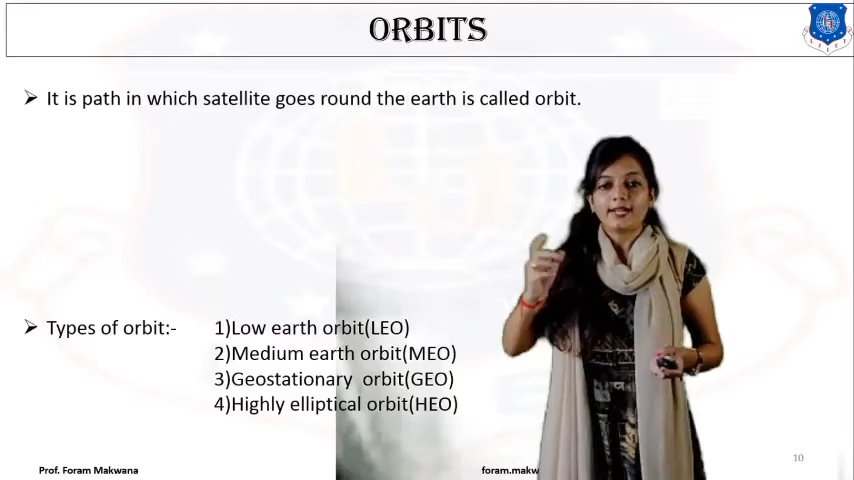 ORBITS
It is path in which satellite goes round the earth is called orbit.
Types of orbit:- 1)Low earth orbit(LEO)
2)Medium earth orbit(MEO)
3)Geostationary orbit(GEO)
4)Highly elliptical orbit(HEO)
Prof. Foram Makwana foram.makw 10